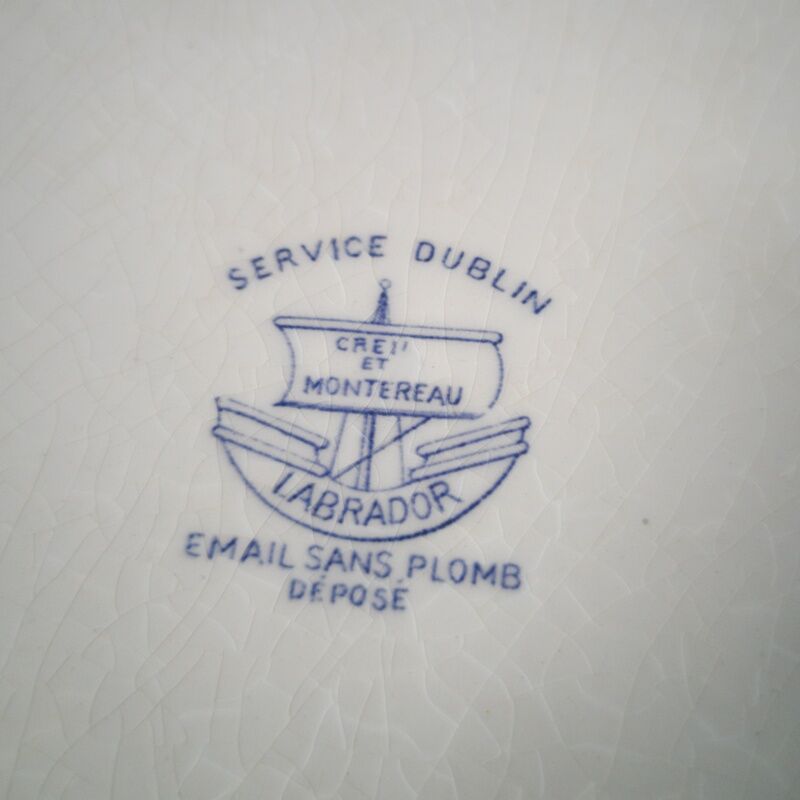 SERVICE DUBLIN
CREIL
ET
MONTEREAU
LABRADOR
EMAIL SANS PLOMB
DÉPOSÉ